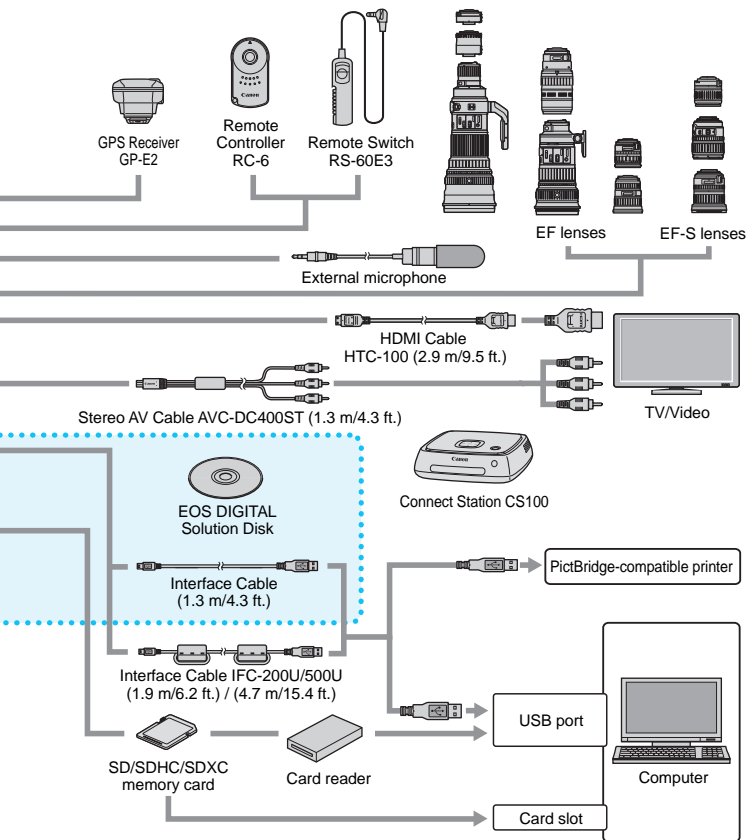 Canon
GPS Receiver
GP-E2
Remote
Controller
RC-6
Remote Switch
RS-60E3
EF lenses
EF-S lenses
External microphone
HDMI Cable
HTC-100 (2.9 m/9.5 ft.)
TV/Video
Stereo AV Cable AVC-DC400ST (1.3 m/4.3 ft.)
EOS DIGITAL
Solution Disk
Canon
Connect Station CS100
Interface Cable
(1.3 m/4.3 ft.)
PictBridge-compatible printer
Interface Cable IFC-200U/500U
(1.9 m/6.2 ft.) / (4.7 m/15.4 ft.)
USB port
SD/SDHC/SDXC
memory card
Card reader
Computer
Card slot